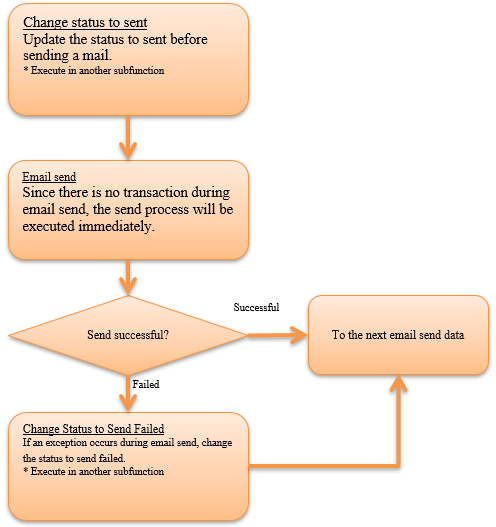 Change status to sent
Update the status to sent before
sending a mail.
* Execute in another subfunction
Email send
Since there is no transaction during
email send, the send process will be
executed immediately.
Successful
Send successful?
To the next email send data
Failed
Change Status to Send Failed
If an exception occurs during email send, change
the status to send failed.
* Execute in another subfunction